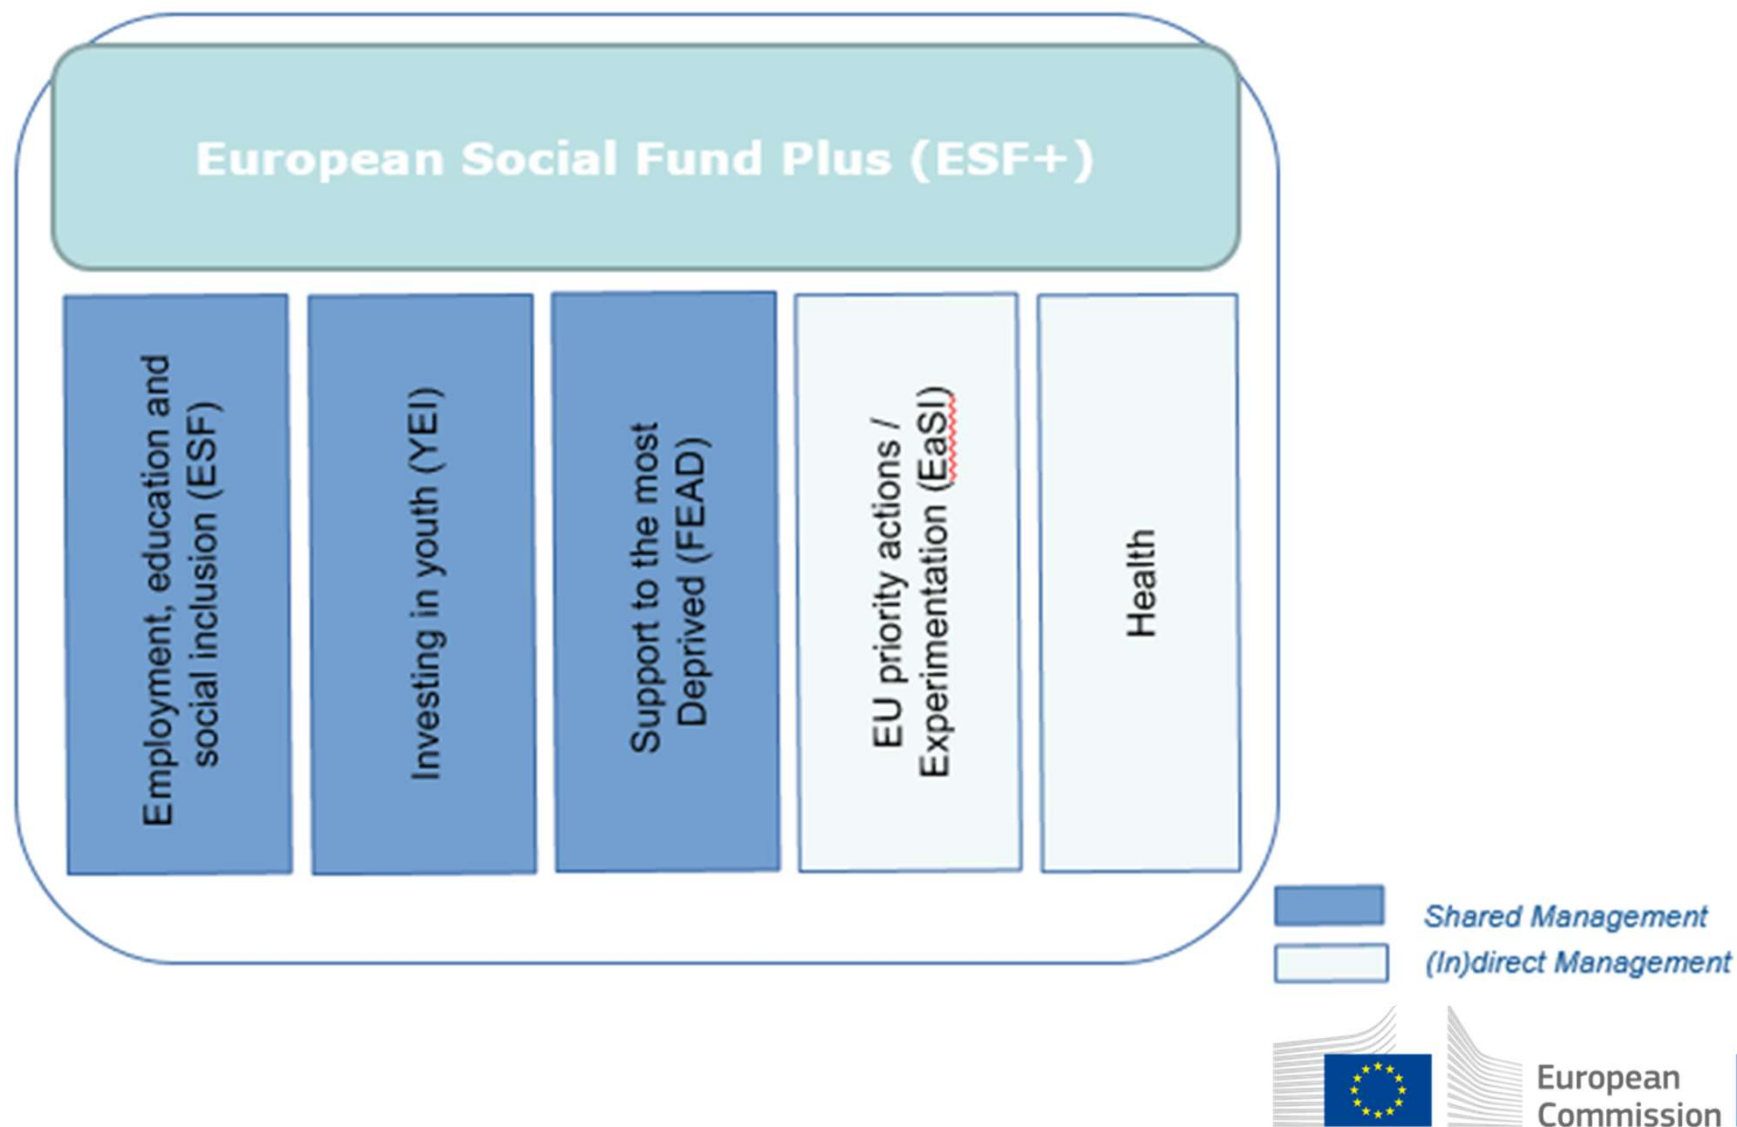 European Social Fund Plus (ESF+)
Employment, education and
social inclusion (ESF)
Investing in youth (YEI)
Support to the most
Deprived (FEAD)
EU priority actions /
Experimentation (EaSI)
Health
Shared Management
(In)direct Management
European
Commission